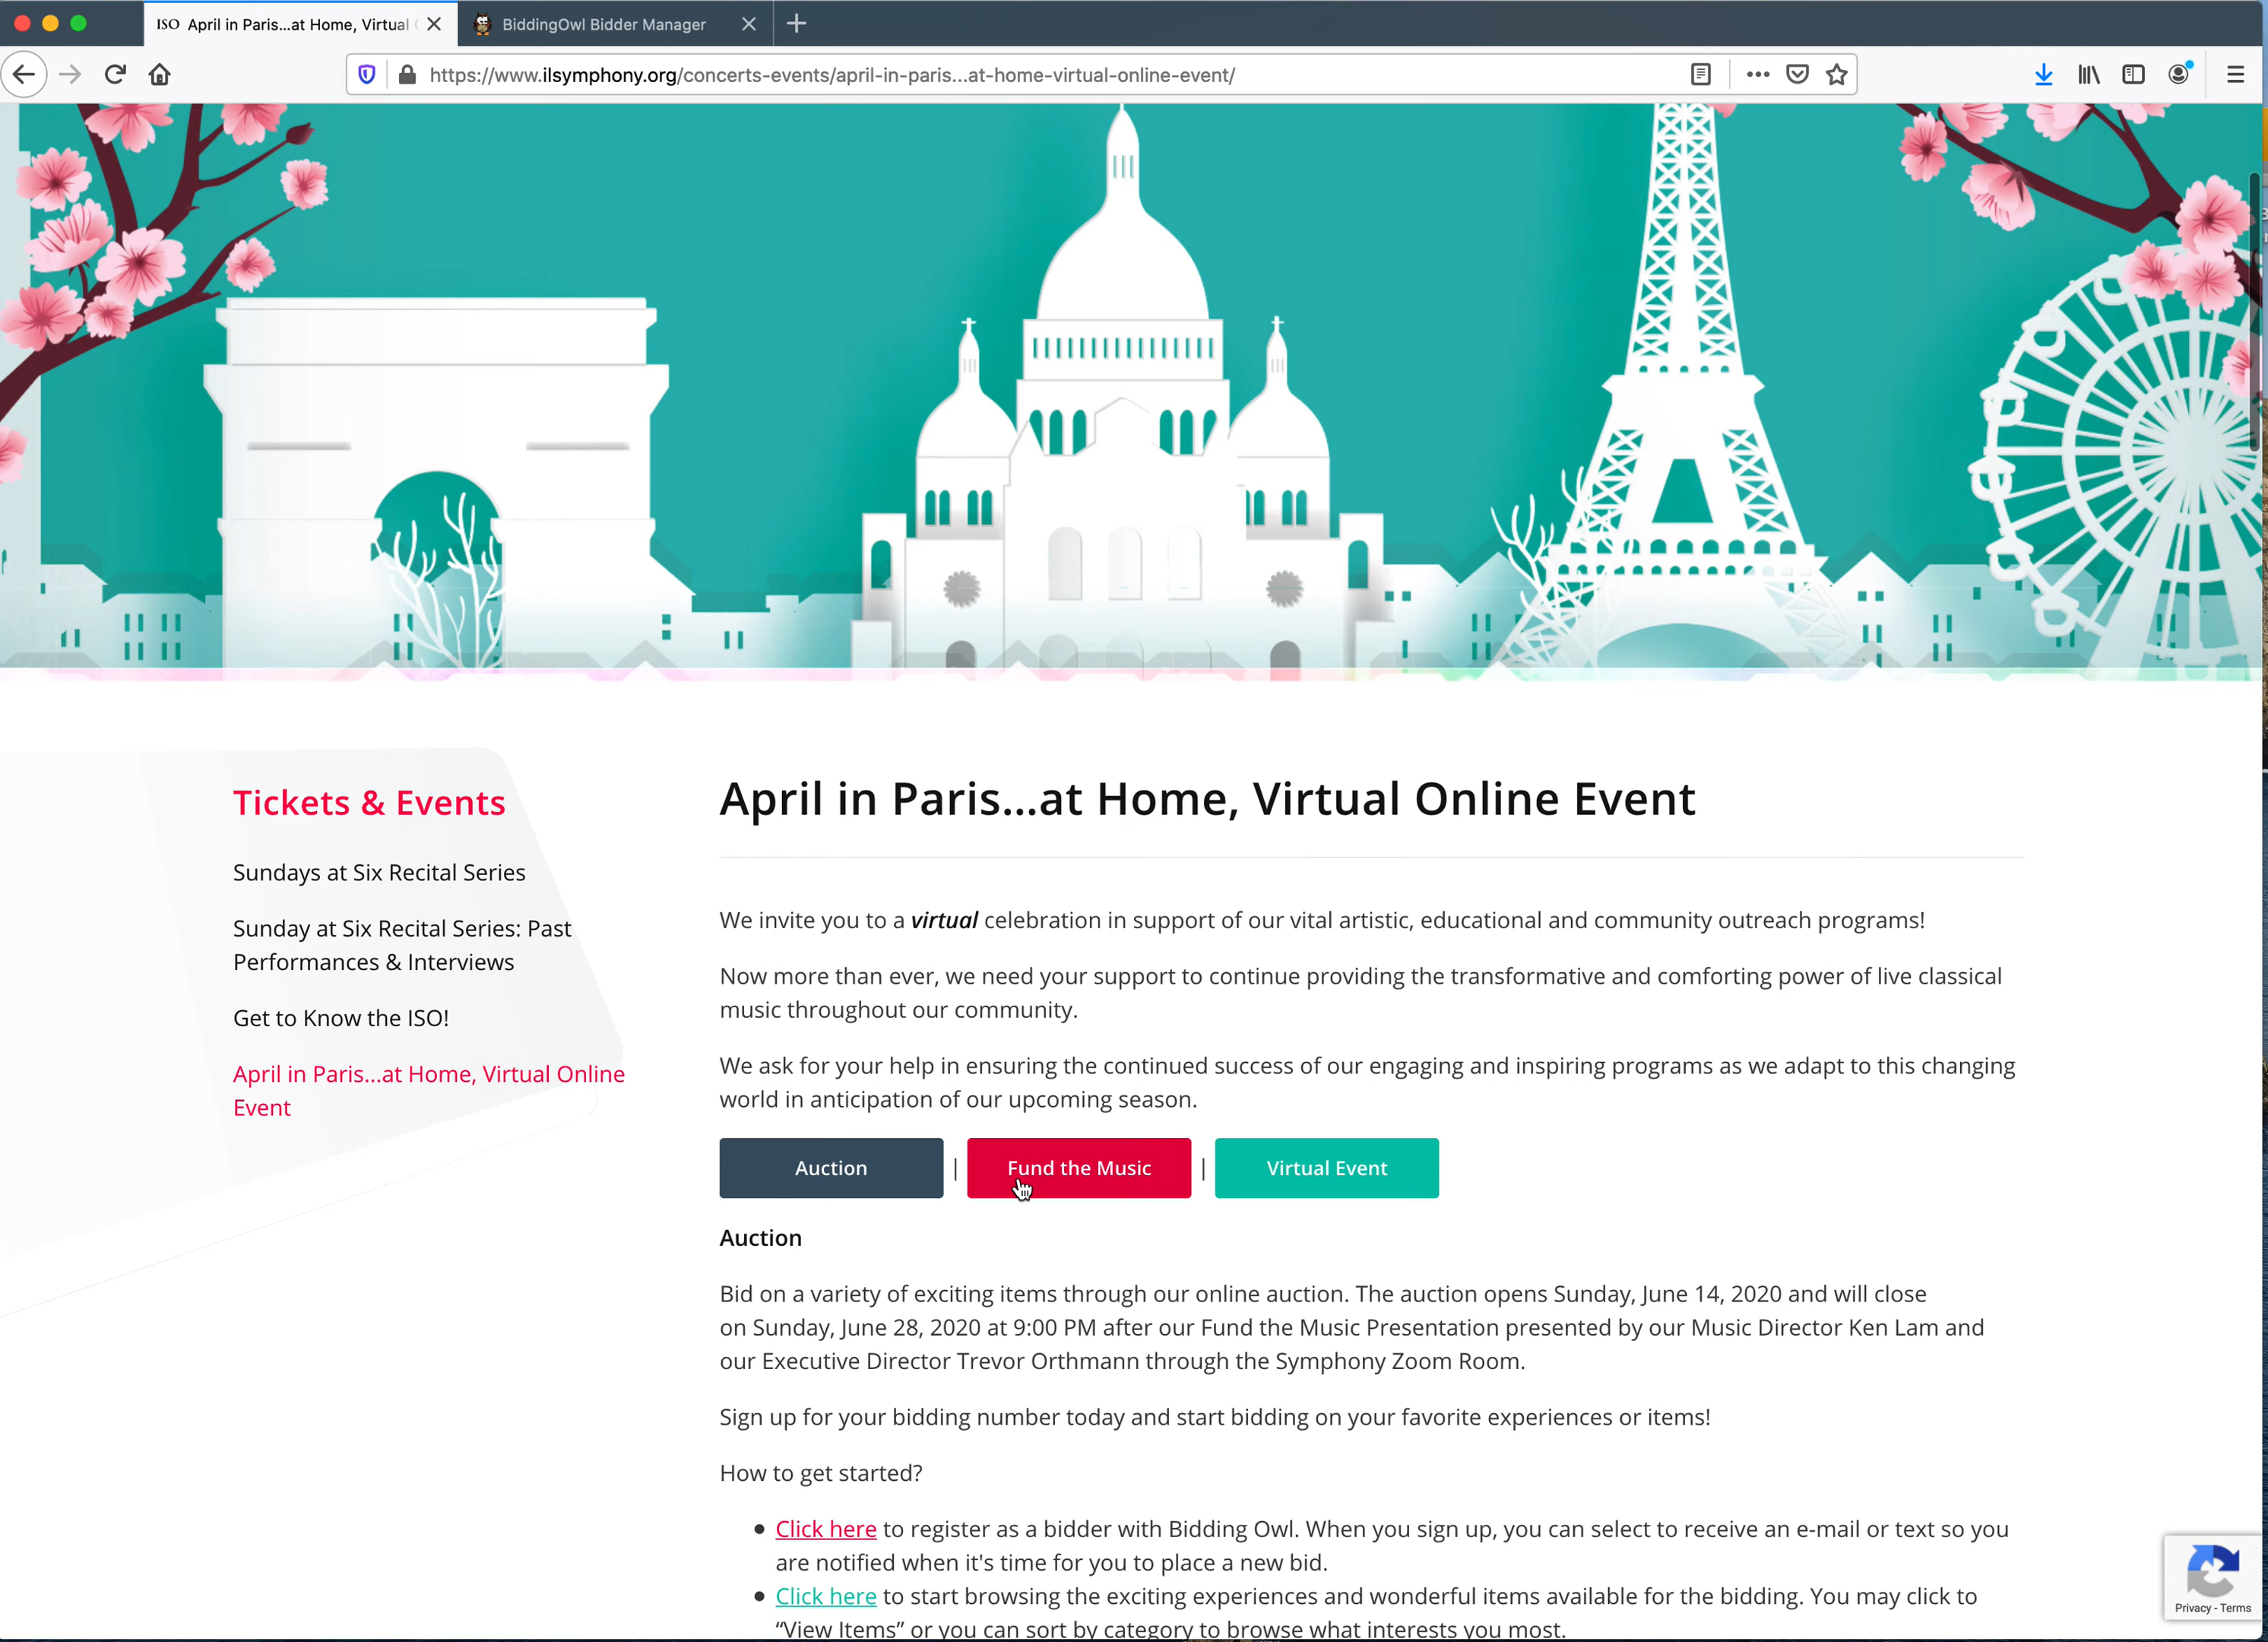 ISO April in Paris...at Home, Virtual
BiddingOwl Bidder Manager
https://www.ilsymphony.org/concerts-events/april-in-paris...at-home-virtual-online-event/
Tickets & Events
Sundays at Six Recital Series
Sunday at Six Recital Series: Past
Performances & Interviews
Get to Know the ISO!
April in Paris...at Home, Virtual Online
Event
April in Paris...at Home, Virtual Online Event
We invite you to a virtual celebration in support of our vital artistic, educational and community outreach programs!
Now more than ever, we need your support to continue providing the transformative and comforting power of live classical
music throughout our community.
We ask for your help in ensuring the continued success of our engaging and inspiring programs as we adapt to this changing
world in anticipation of our upcoming season.
Auction | Fund the Music | Virtual Event
Auction
Bid on a variety of exciting items through our online auction. The auction opens Sunday, June 14, 2020 and will close
on Sunday, June 28, 2020 at 9:00 PM after our Fund the Music Presentation presented by our Music Director Ken Lam and
our Executive Director Trevor Orthmann through the Symphony Zoom Room.
Sign up for your bidding number today and start bidding on your favorite experiences or items!
How to get started?
• Click here to register as a bidder with Bidding Owl. When you sign up, you can select to receive an e-mail or text so you
are notified when it's time for you to place a new bid.
• Click here to start browsing the exciting experiences and wonderful items available for the bidding. You may click to
“View Items” or you can sort by category to browse what interests you most.
Privacy - Terms